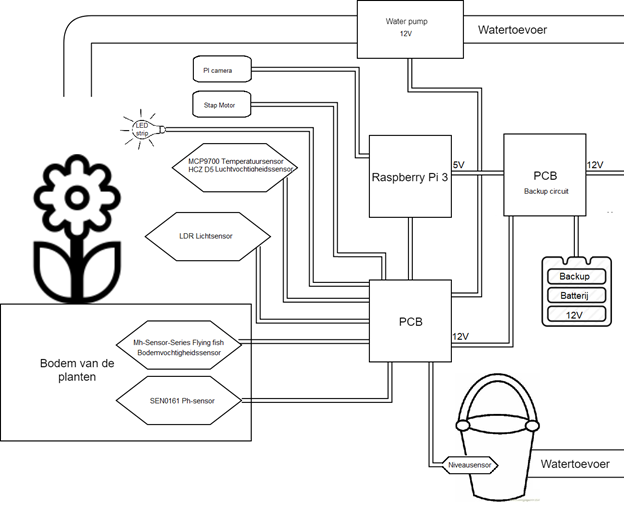 Water pump
12V
Watertoevoer
PI camera
Stap Motor
LED
strip
MCP9700 Temperatuursensor
HCZ D5 Luchtvochtigheidssensor
Raspberry Pi 3
5V
PCB
Backup circuit
12V
LDR Lichtsensor
Backup
Batterij
12V
PCB
12V
Bodem van de
planten
Mh-Sensor-Series Flying fish
Bodemvochtigheidssensor
SEN0161 Ph-sensor
Niveausensor
Watertoevoer